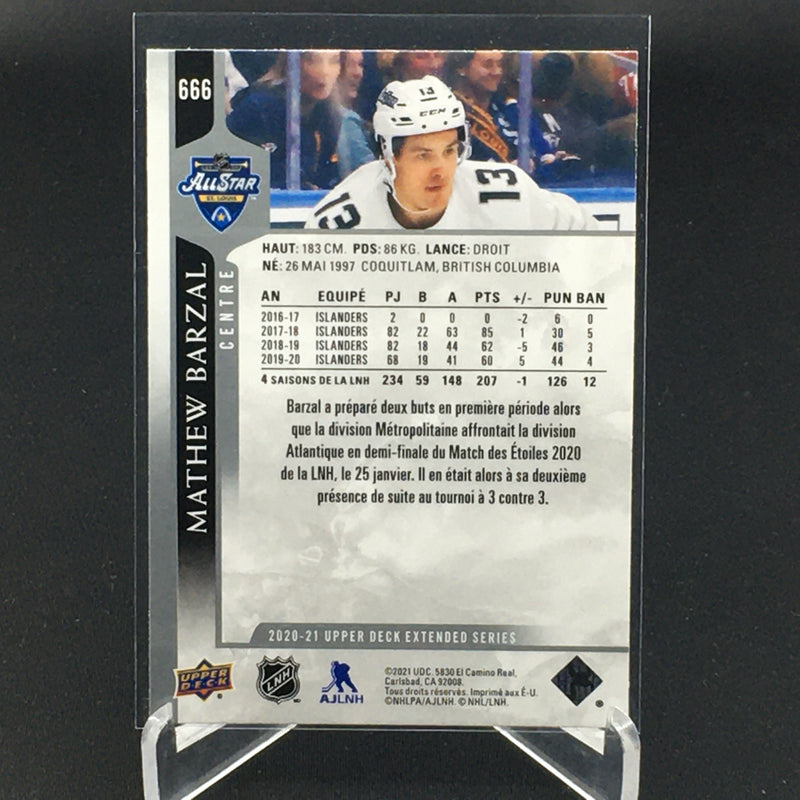 666
13
CCM
13
13
ALL STAR
ST. LOUIS
MATHEW BARZAL
CENTRE
HAUT: 183 CM. PDS: 86 KG. LANCE: DROIT
NÉ: 26 MAI 1997 COQUITLAM, BRITISH COLUMBIA
AN EQUIPÉ PJ B A PTS +/- PUN BAN
2016-17 ISLANDERS 2 0 0 0 -2 6 0
2017-18 ISLANDERS 82 22 63 85 1 30 5
2018-19 ISLANDERS 82 18 44 62 -5 46 3
2019-20 ISLANDERS 68 19 41 60 5 44 4
4 SAISONS DE LA LNH 234 59 148 207 -1 126 12
Barzal a préparé deux buts en première période alors
que la division Métropolitaine affrontait la division
Atlantique en demi-finale du Match des Étoiles 2020
de la LNH, le 25 janvier. Il en était alors à sa deuxième
présence de suite au tournoi à 3 contre 3.
2020-21 UPPER DECK EXTENDED SERIES
UPPER DECK
LNH
AJLNH
©2021 UDC. 5830 El Camino Real,
Carlsbad, CA 92008.
Tous droits réservés. Imprimé aux É-U.
©NHLPA/AJLNH. © NHL/LNH.